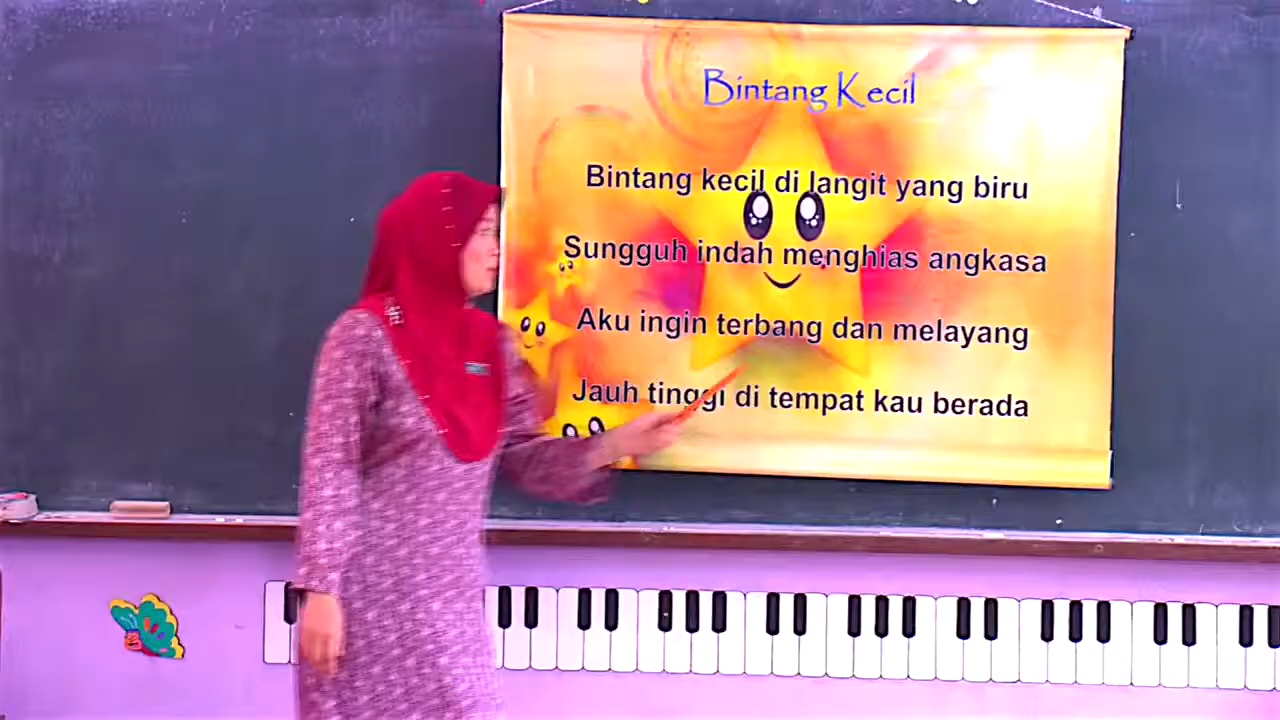 Bintang Kecil
Bintang kecil di langit yang biru
Sungguh indah menghias angkasa
Aku ingin terbang dan melayang
Jauh tinggi di tempat kau berada